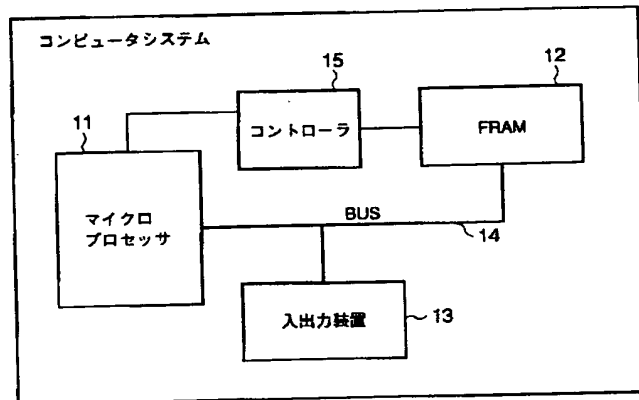 コンピュータシステム
15
12
11
コントローラ
FRAM
マイクロ
プロセッサ
BUS
14
入出力装置
13